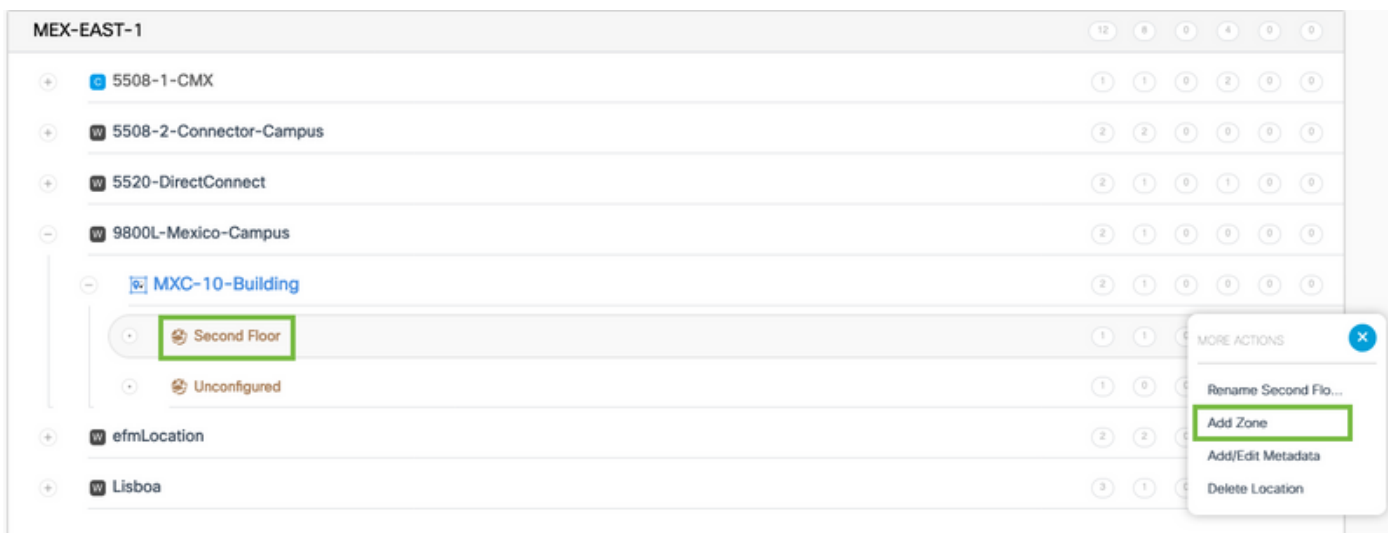 MEX-EAST-1 12 8 0 4 0 0
C 5508-1-CMX 1 1 0 2 0 0
W 5508-2-Connector-Campus 2 2 0 0 0 0
W 5520-DirectConnect 2 1 0 1 0 0
W 9800L-Mexico-Campus 2 1 0 0 0 0
MXC-10-Building 2 1 0 0 0 0
Second Floor 1 1
MORE ACTIONS
Unconfigured 1 0
Rename Second Flo...
Add Zone
efmLocation 2 2
Add/Edit Metadata
Lisboa 3 1
Delete Location